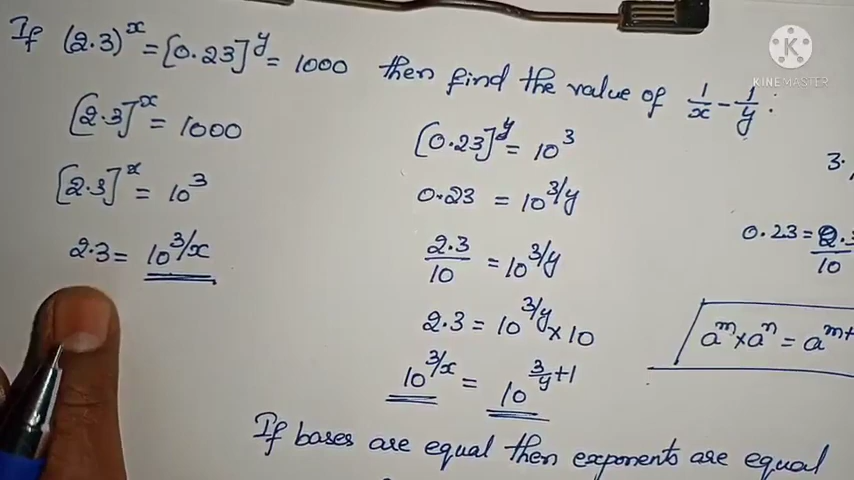 If (2.3)^x = [0.23]^y = 1000 then find the value of 1/x - 1/y :
[2.3]^x = 1000
[2.3]^x = 10^3
2.3 = 10^3/x
[0.23]^y = 10^3
0.23 = 10^3/y
2.3/10 = 10^3/y
2.3 = 10^3/y × 10
10^3/x = 10^3/y+1
If bases are equal then exponents are equal
3.
0.23 = 2.3/10
a^m × a^n = a^m+
K
KINEMASTER